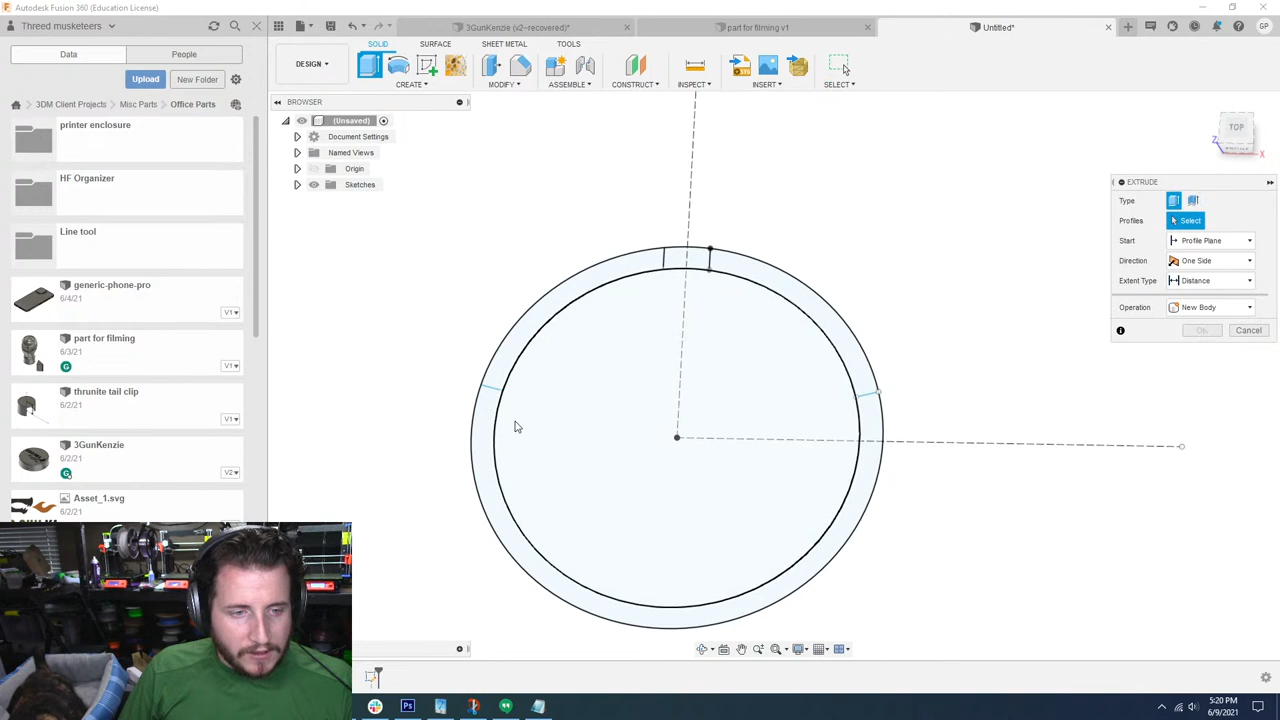 Autodesk Fusion 360 (Education License)
Threed musketeers
3GunKenzie (v2~recovered)*
part for filming v1
Untitled*
GP
Data
People
Upload
New Folder
3DM Client Projects
Misc Parts
Office Parts
printer enclosure
HF Organizer
Line tool
generic-phone-pro
6/4/21
V1
part for filming
6/3/21
G
V1
thrunite tail clip
6/2/21
V1
3GunKenzie
6/2/21
G
V2
Asset_1.svg
6/2/21
DESIGN
SOLID
SURFACE
SHEET METAL
TOOLS
CREATE
MODIFY
ASSEMBLE
CONSTRUCT
INSPECT
INSERT
SELECT
BROWSER
(Unsaved)
Document Settings
Named Views
Origin
Sketches
TOP
Z
X
EXTRUDE
Type
Profiles
Select
Start
Profile Plane
Direction
One Side
Extent Type
Distance
Operation
New Body
OK
Cancel
5:20 PM
6/9/2021